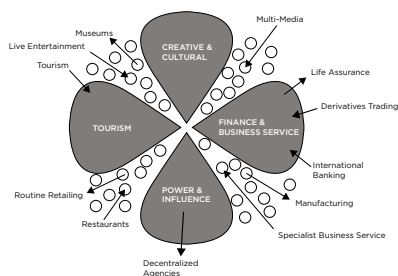 Museums
Multi-Media
Live Entertainment
CREATIVE &
CULTURAL
Tourism
Life Assurance
Derivatives Trading
TOURISM
FINANCE &
BUSINESS SERVICE
International
Banking
Routine Retailing
POWER &
INFLUENCE
Manufacturing
Restaurants
Specialist Business Service
Decentralized
Agencies